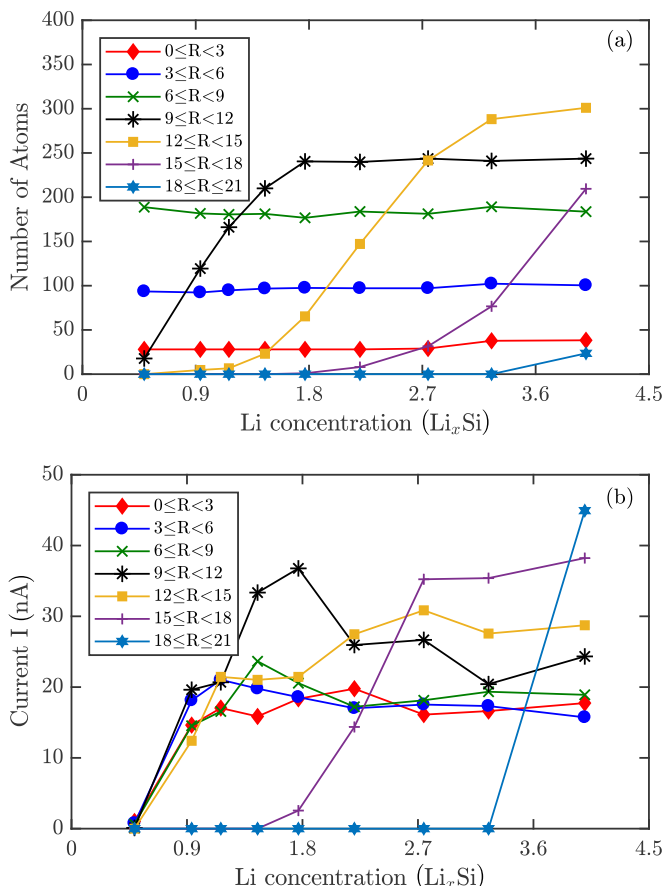 400
350
300
250
200
150
100
50
0
Number of Atoms
(a)
0≤R<3
3≤R<6
6≤R<9
9≤R<12
12≤R<15
15≤R<18
18≤R≤21
0 0.9 1.8 2.7 3.6 4.5
Li concentration (LiₓSi)
50
40
30
20
10
0
Current I (nA)
(b)
0≤R<3
3≤R<6
6≤R<9
9≤R<12
12≤R<15
15≤R<18
18≤R≤21
0 0.9 1.8 2.7 3.6 4.5
Li concentration (LiₓSi)